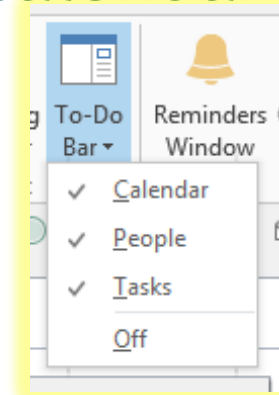 To-Do Reminders
Bar Window
Calendar
People
Tasks
Off